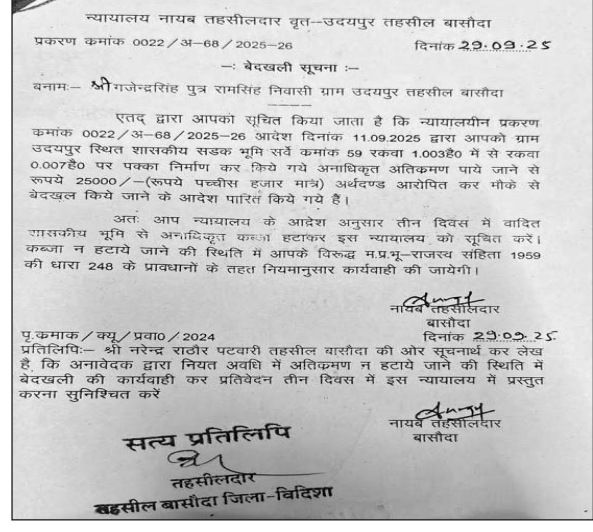 न्यायालय नायब तहसीलदार वृत–उदयपुर तहसील बासौदा
प्रकरण कमांक 0022/अ-68/2025-26 दिनांक 29.09.25
–: बेदखली सूचना :–
बनामः– श्री गजेन्द्रसिंह पुत्र रामसिंह निवासी ग्राम उदयपुर तहसील बासौदा
एतद् द्वारा आपको सूचित किया जाता है कि न्यायालयीन प्रकरण
कमांक 0022/अ-68/2025-26 आदेश दिनांक 11.09.2025 द्वारा आपको ग्राम
उदयपुर स्थित शासकीय सडक भूमि सर्वे कमांक 59 रकवा 1.003है0 में से रकवा
0.007है0 पर पक्का निर्माण कर किये गये अनाधिकृत अतिकमण पाये जाने से
रूपये 25000/–(रूपये पच्चीस हजार मात्र) अर्थदण्ड आरोपित कर मौके से
बेदखल किये जाने के आदेश पारित किये गये हैं।
अतः आप न्यायालय के आदेश अनुसार तीन दिवस में वादित
शासकीय भूमि से अनाधिकृत कब्जा हटाकर इस न्यायालय को सूचित करें।
कब्जा न हटाये जाने की स्थिति में आपके विरूद्ध म.प्र.भू–राजस्व संहिता 1959
की धारा 248 के प्रावधानों के तहत नियमानुसार कार्यवाही की जायेगी।
नायब तहसीलदार
बासौदा
पृ.कमाक/क्यू/प्रवा0/2024 दिनांक 29.09.25.
प्रतिलिपिः– श्री नरेन्द्र राठौर पटवारी तहसील बासौदा की ओर सूचनार्थ कर लेख
है कि अनावेदक द्वारा नियत अवधि में अतिकमण न हटाये जाने की स्थिति में
बेदखली की कार्यवाही कर प्रतिवेदन तीन दिवस में इस न्यायालय में प्रस्तुत
करना सुनिश्चित करें
नायब तहसीलदार
बासौदा
सत्य प्रतिलिपि
तहसीलदार
तहसील बासौदा जिला–विदिशा